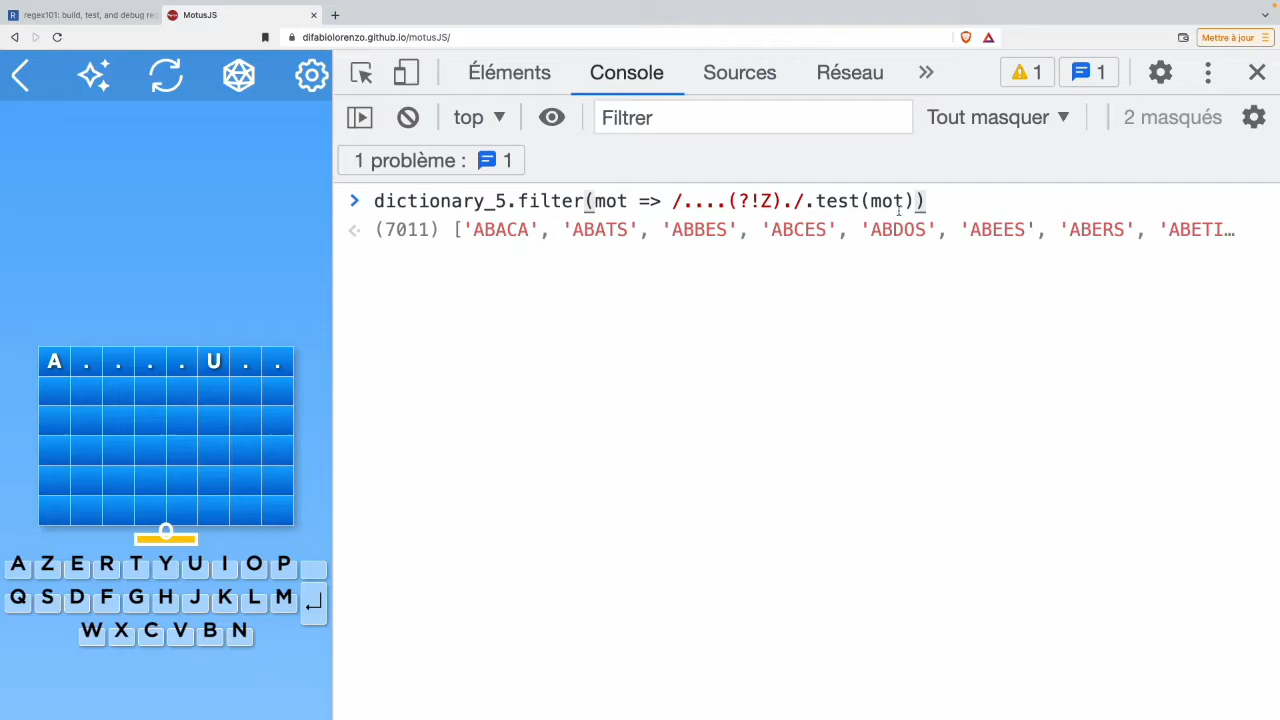 regex101: build, test, and debug reg
MotusJS
difabiolorenzo.github.io/motusJS/
Mettre à jour
Éléments Console Sources Réseau 1 1
top Filtrer Tout masquer 2 masqués
1 problème : 1
dictionary_5.filter(mot => /....(?!Z)./.test(mot))
(7011) ['ABACA', 'ABATS', 'ABBES', 'ABCES', 'ABDOS', 'ABEES', 'ABERS', 'ABETI…
A . . . . U . .
0
A Z E R T Y U I O P
Q S D F G H J K L M
W X C V B N